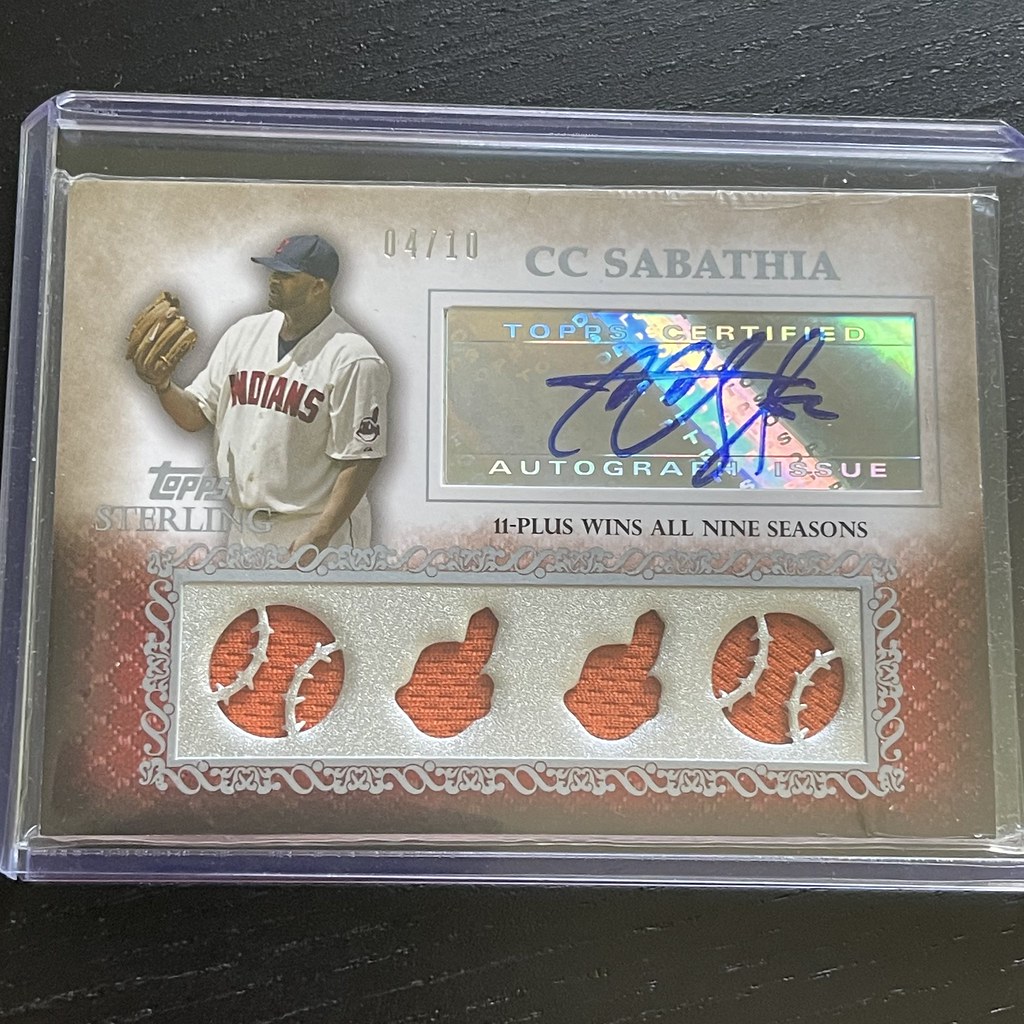 04/10
CC SABATHIA
TOPPS CERTIFIED
AUTOGRAPH ISSUE
INDIANS
Topps
STERLING
11-PLUS WINS ALL NINE SEASONS